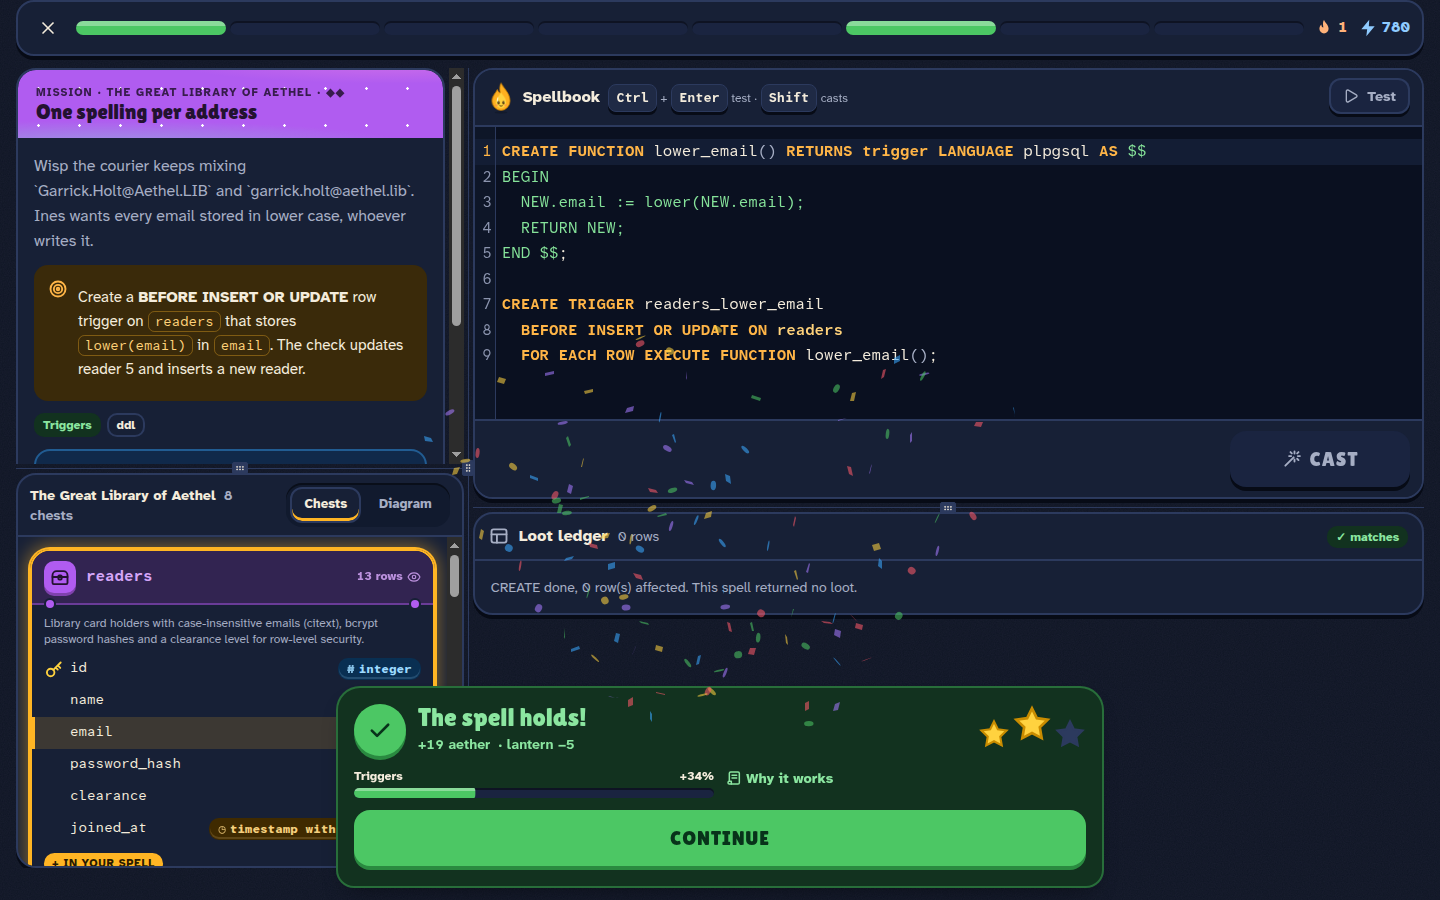 1
780
MISSION · THE GREAT LIBRARY OF AETHEL · ◆◆
One spelling per address
Wisp the courier keeps mixing
`Garrick.Holt@Aethel.LIB` and `garrick.holt@aethel.lib`.
Ines wants every email stored in lower case, whoever
writes it.
Create a BEFORE INSERT OR UPDATE row
trigger on readers that stores
lower(email) in email. The check updates
reader 5 and inserts a new reader.
Triggers ddl
The Great Library of Aethel 8
chests
Chests Diagram
readers 13 rows
Library card holders with case-insensitive emails (citext), bcrypt
password hashes and a clearance level for row-level security.
id # integer
name
email
password_hash
clearance
joined_at timestamp with
+ IN YOUR SPELL
Spellbook Ctrl + Enter test · Shift casts
Test
1 CREATE FUNCTION lower_email() RETURNS trigger LANGUAGE plpgsql AS $$
2 BEGIN
3 NEW.email := lower(NEW.email);
4 RETURN NEW;
5 END $$;
6
7 CREATE TRIGGER readers_lower_email
8 BEFORE INSERT OR UPDATE ON readers
9 FOR EACH ROW EXECUTE FUNCTION lower_email();
CAST
Loot ledger 0 rows
✓ matches
CREATE done, 0 row(s) affected. This spell returned no loot.
The spell holds!
+19 aether · lantern −5
Triggers +34%
Why it works
CONTINUE